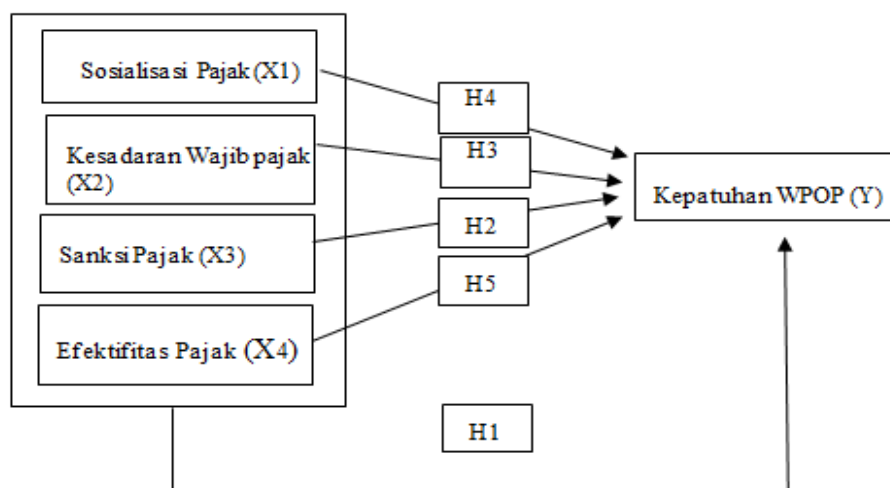 Sosialisasi Pajak (X1)
Kesadaran Wajib pajak
(X2)
Sanksi Pajak (X3)
Efektifitas Pajak (X4)
H4
H3
H2
H5
H1
Kepatuhan WPOP (Y)